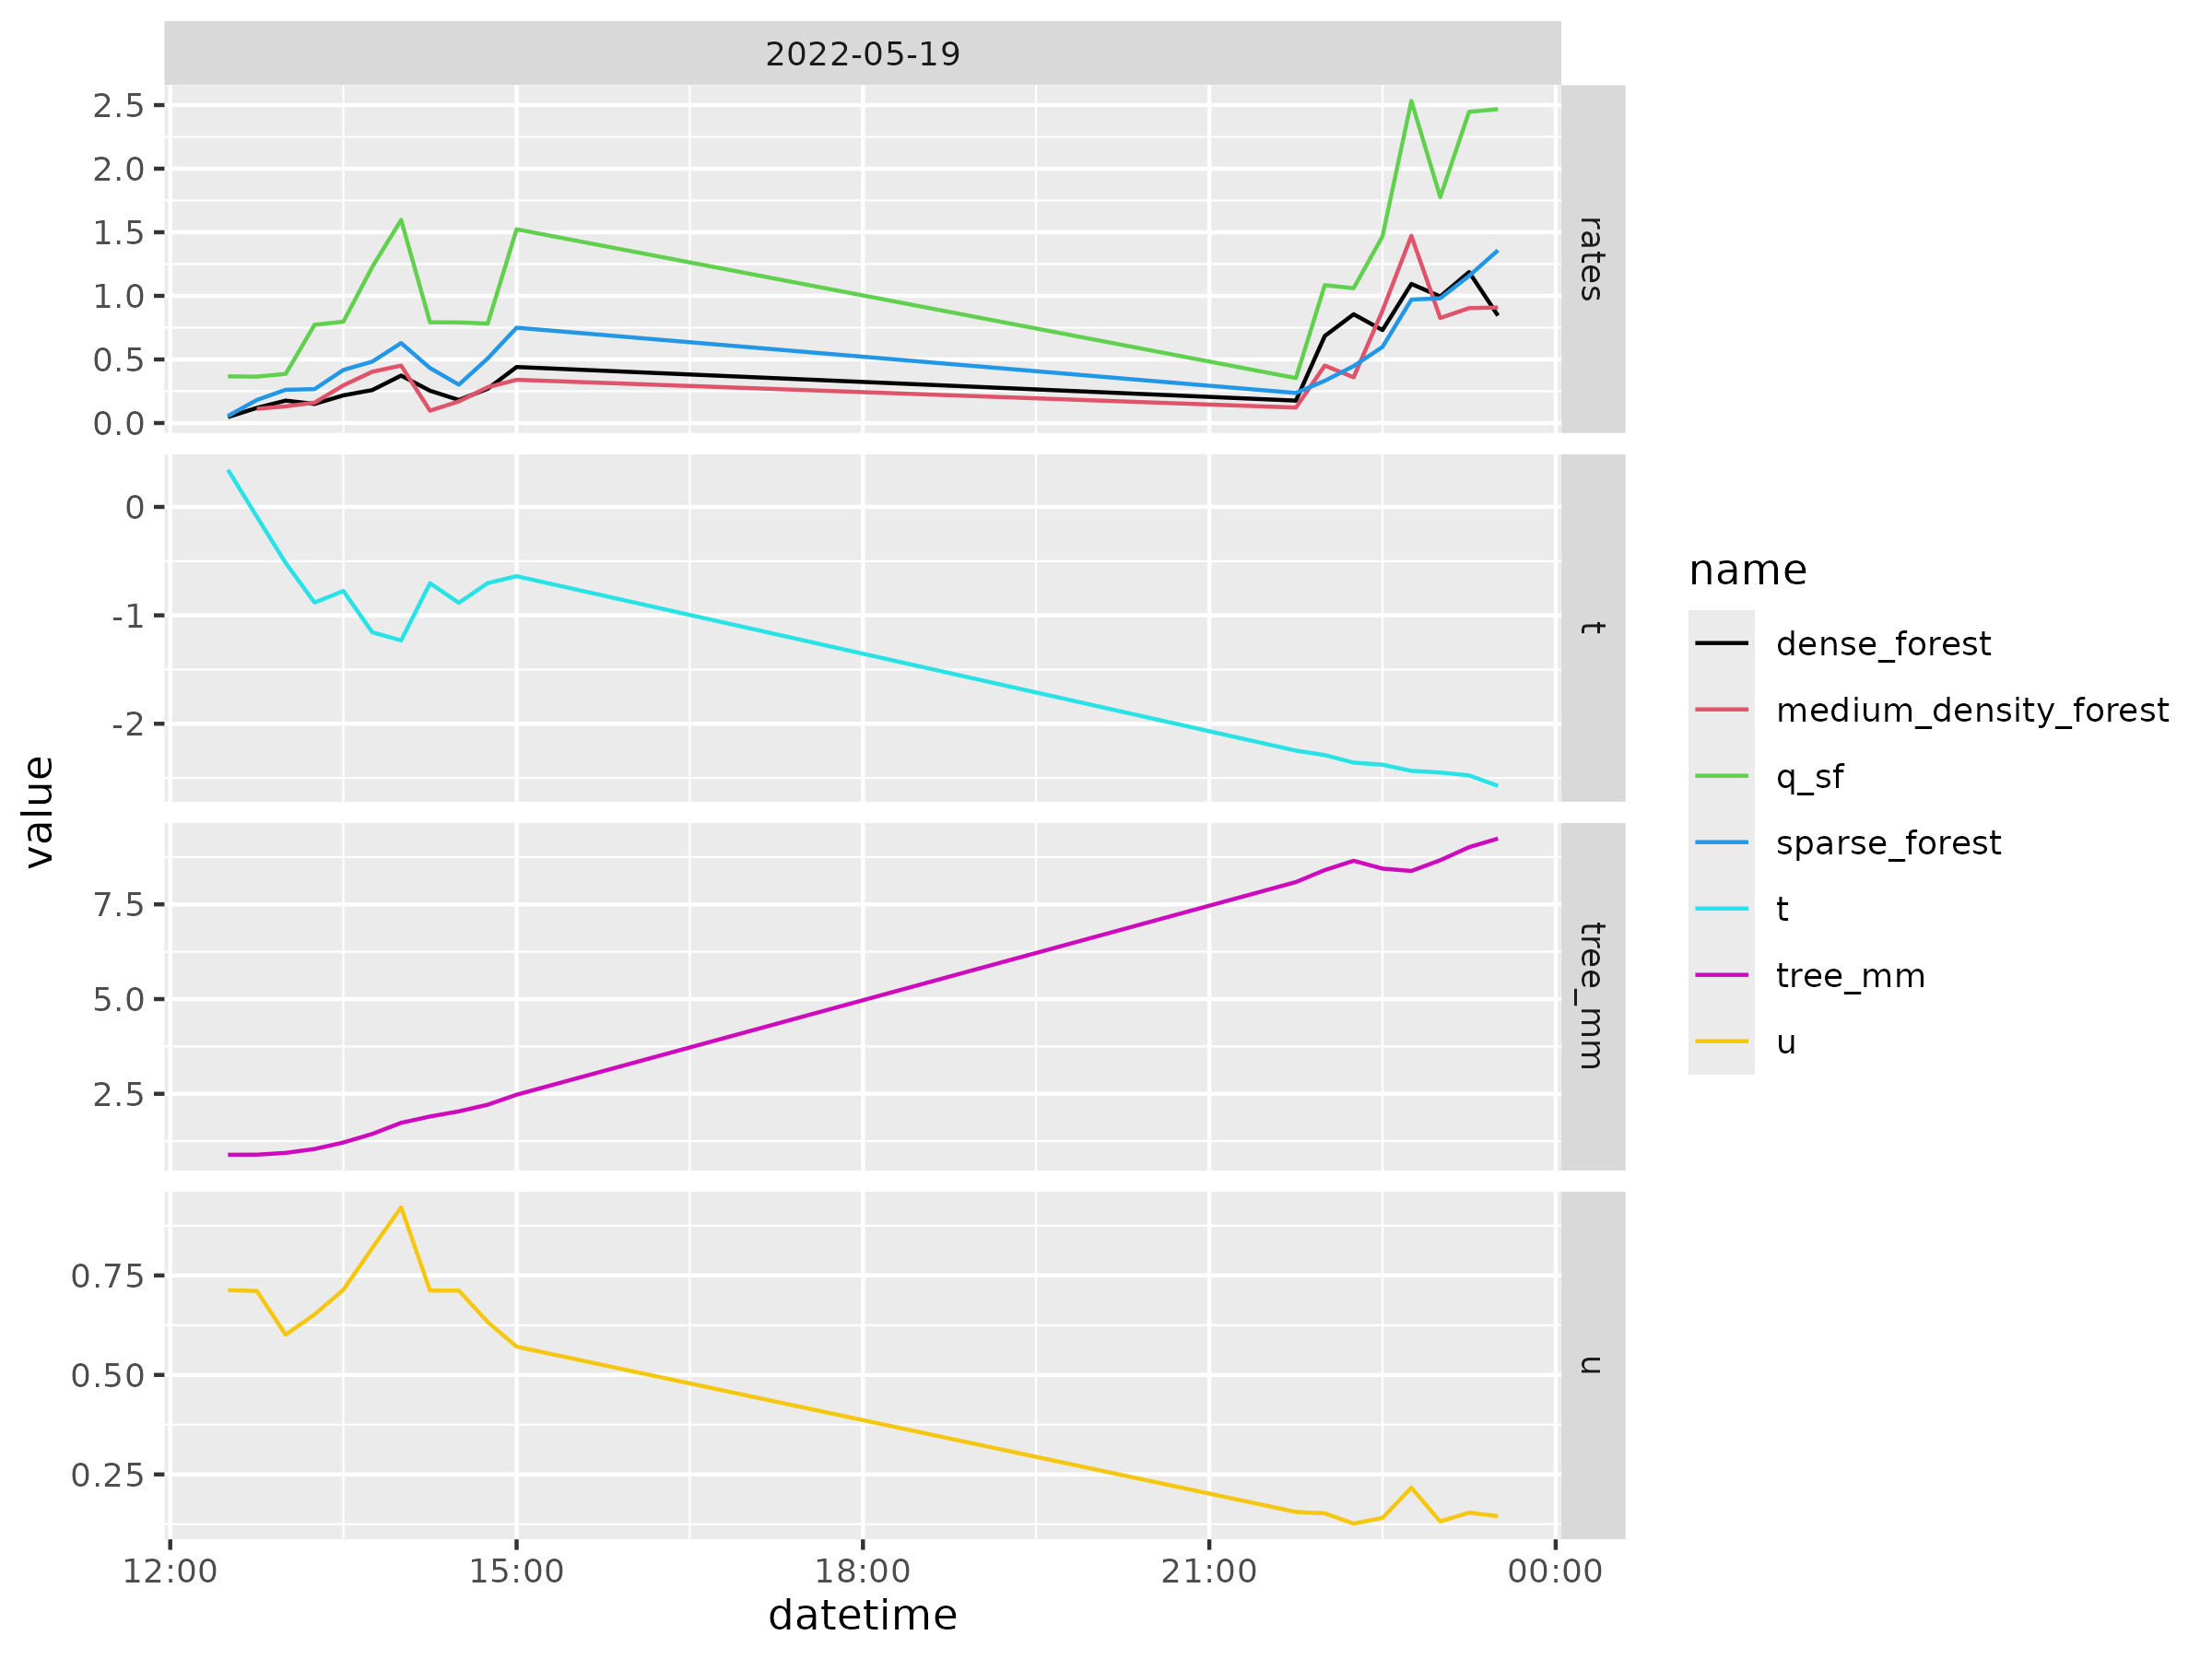 2022-05-19
2.5
2.0
1.5
1.0
0.5
0.0
rates
0
-1
-2
t
7.5
5.0
2.5
tree_mm
0.75
0.50
0.25
u
12:00
15:00
18:00
21:00
00:00
datetime
value
name
dense_forest
medium_density_forest
q_sf
sparse_forest
t
tree_mm
u